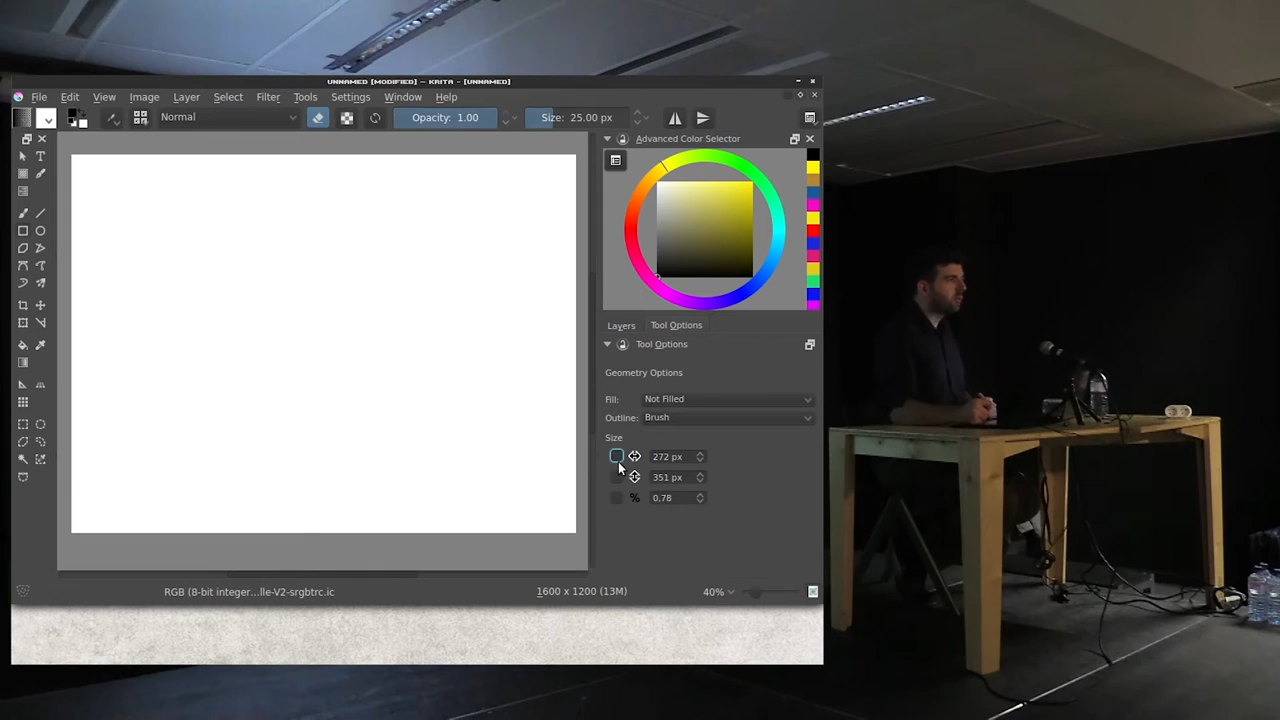 UNNAMED [MODIFIED] – KRITA - [UNNAMED]
File Edit View Image Layer Select Filter Tools Settings Window Help
Normal Opacity: 1.00 Size: 25.00 px
Advanced Color Selector
Layers Tool Options
Tool Options
Geometry Options
Fill: Not Filled
Outline: Brush
Size
272 px
351 px
% 0,78
RGB (8-bit integer...lle-V2-srgbtrc.ic 1600 x 1200 (13M) 40%